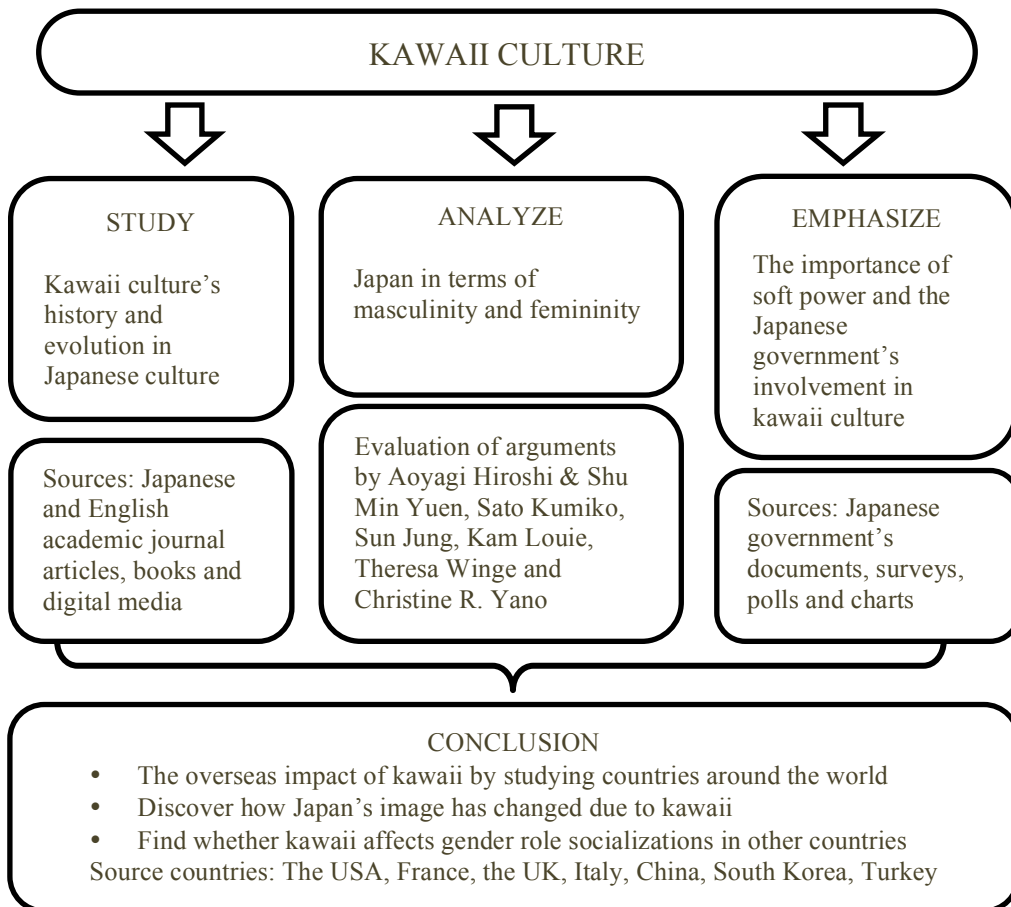 KAWAII CULTURE
STUDY
Kawaii culture's
history and
evolution in
Japanese culture
Sources: Japanese
and English
academic journal
articles, books and
digital media
ANALYZE
Japan in terms of
masculinity and femininity
Evaluation of arguments
by Aoyagi Hiroshi & Shu
Min Yuen, Sato Kumiko,
Sun Jung, Kam Louie,
Theresa Winge and
Christine R. Yano
EMPHASIZE
The importance of
soft power and the
Japanese
government's
involvement in
kawaii culture
Sources: Japanese
government's
documents, surveys,
polls and charts
CONCLUSION
• The overseas impact of kawaii by studying countries around the world
• Discover how Japan's image has changed due to kawaii
• Find whether kawaii affects gender role socializations in other countries
Source countries: The USA, France, the UK, Italy, China, South Korea, Turkey